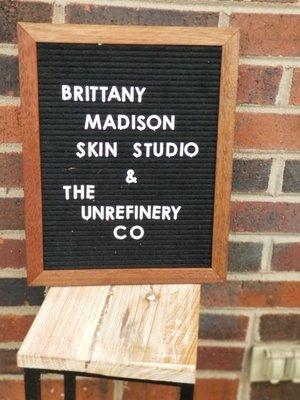 BRITTANY
MADISON
SKIN STUDIO
&
THE
UNREFINERY
CO